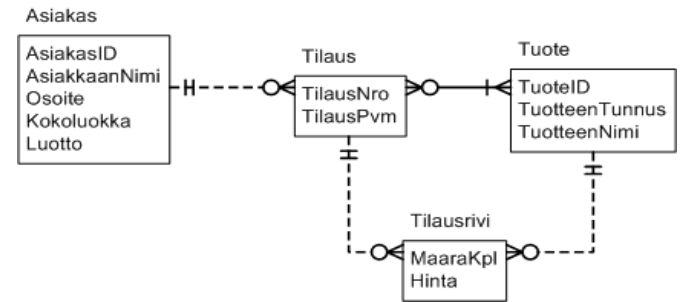 Asiakas
AsiakasID
AsiakkaanNimi
Osoite
Kokoluokka
Luotto
Tilaus
TilausNro
TilausPvm
Tuote
TuoteID
TuotteenTunnus
TuotteenNimi
Tilausrivi
MaaraKpl
Hinta